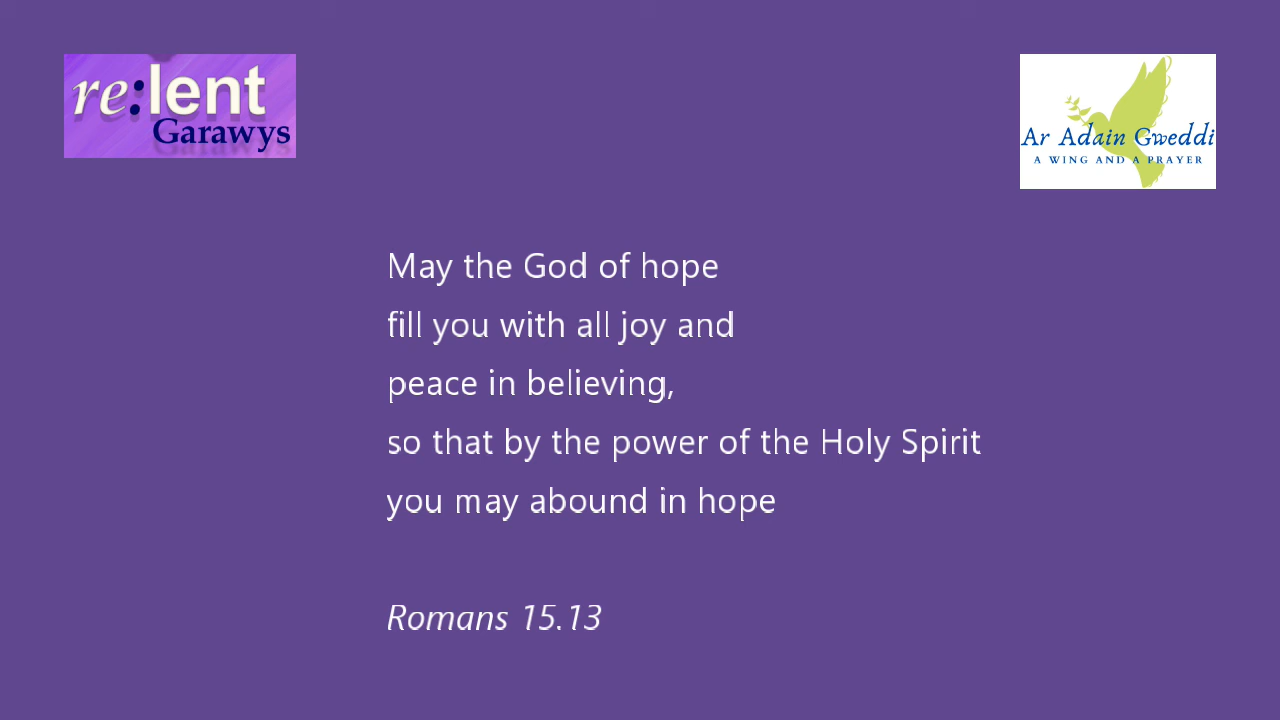 re:lent
Garawys
Ar Adain Gweddi
A WING AND A PRAYER
May the God of hope
fill you with all joy and
peace in believing,
so that by the power of the Holy Spirit
you may abound in hope
Romans 15.13